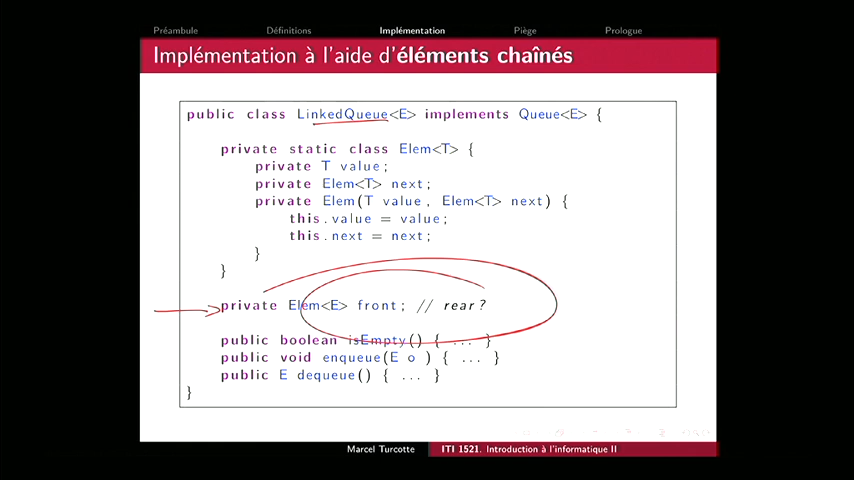 Préambule Définitions Implémentation Piège Prologue
Implémentation à l'aide d'éléments chaînés
public class LinkedQueue<E> implements Queue<E> {
private static class Elem<T> {
private T value;
private Elem<T> next;
private Elem(T value, Elem<T> next) {
this.value = value;
this.next = next;
}
}
private Elem<E> front; // rear?
public boolean isEmpty() { ... }
public void enqueue(E o ) { ... }
public E dequeue() { ... }
}
Marcel Turcotte ITI 1521. Introduction à l'informatique II